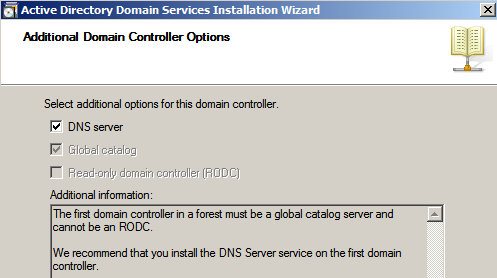 Active Directory Domain Services Installation Wizard
Additional Domain Controller Options
Select additional options for this domain controller.
DNS server
Global catalog
Read-only domain controller (RODC)
Additional information:
The first domain controller in a forest must be a global catalog server and
cannot be an RODC.
We recommend that you install the DNS Server service on the first domain
controller.